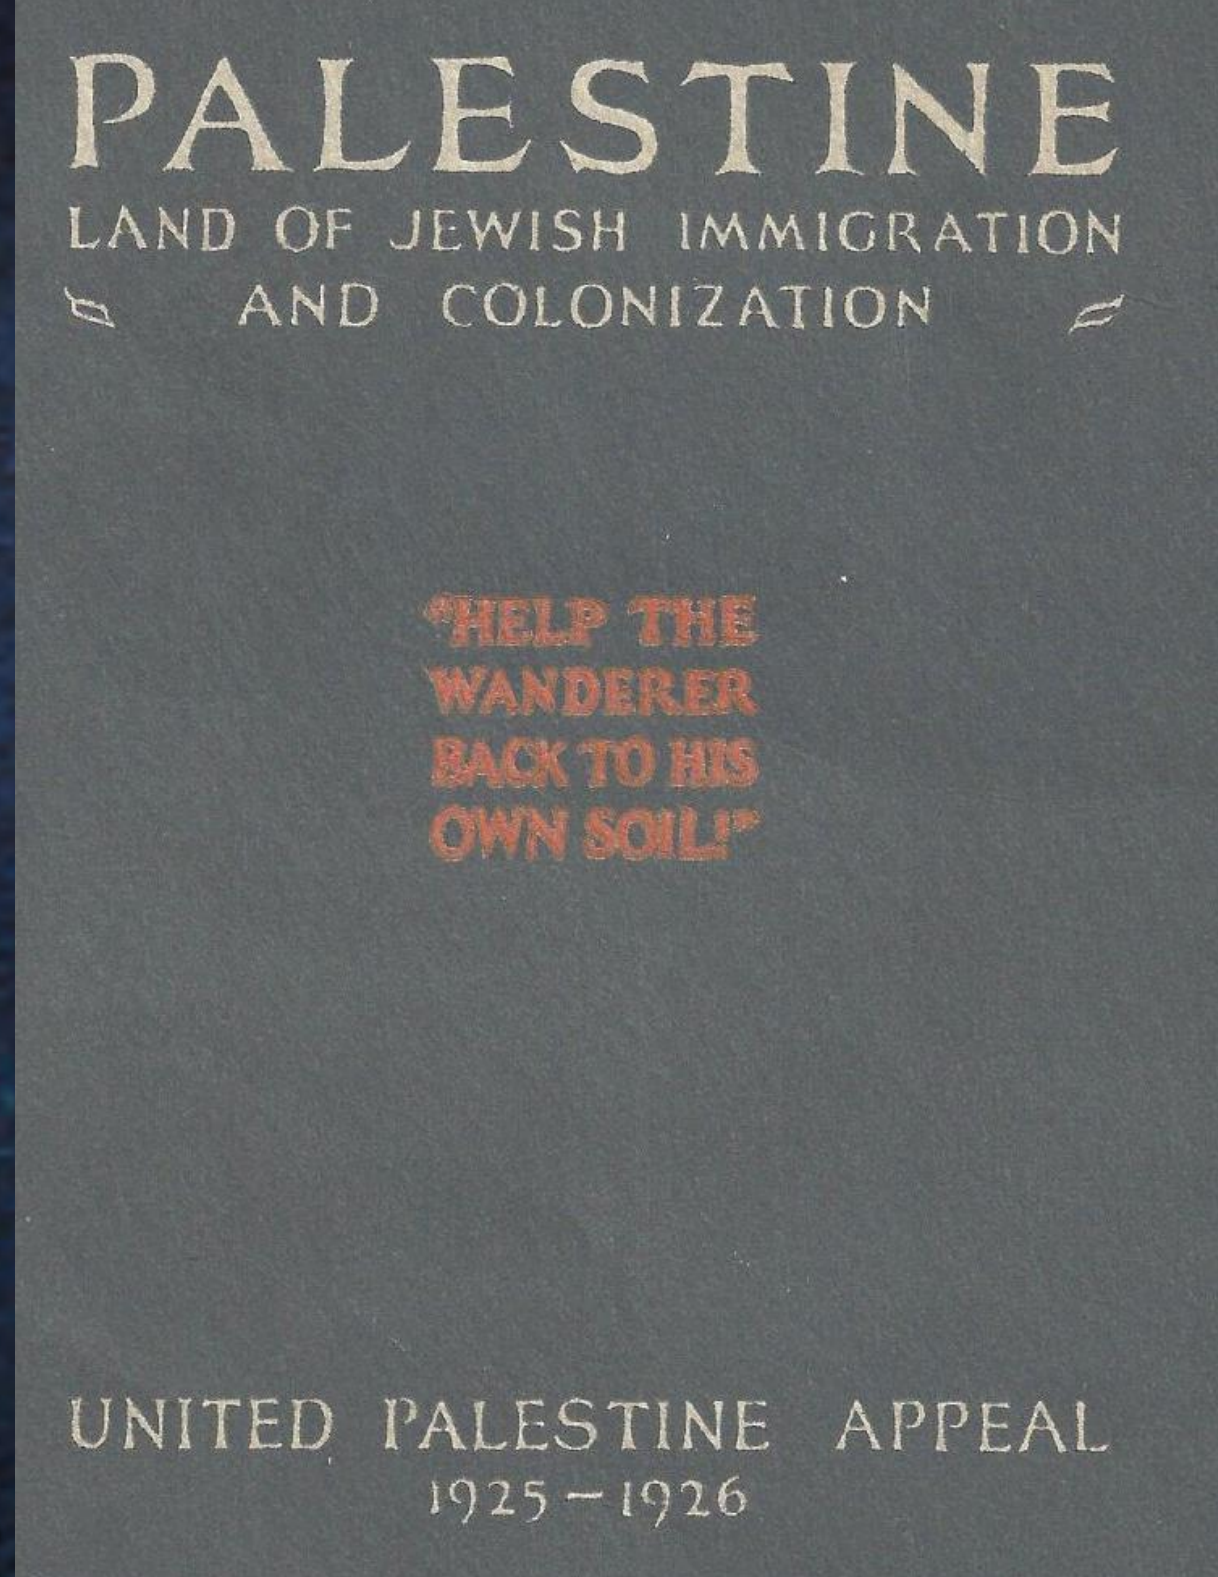 PALESTINE
LAND OF JEWISH IMMIGRATION
AND COLONIZATION
"HELP THE
WANDERER
BACK TO HIS
OWN SOIL!"
UNITED PALESTINE APPEAL
1925–1926